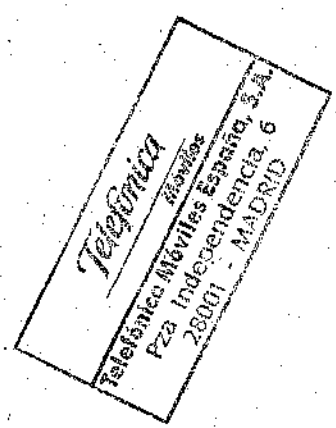 Telefónica
Móviles
Telefónica Móviles España, S.A.
Pza Independencia, 6
28001 - MADRID